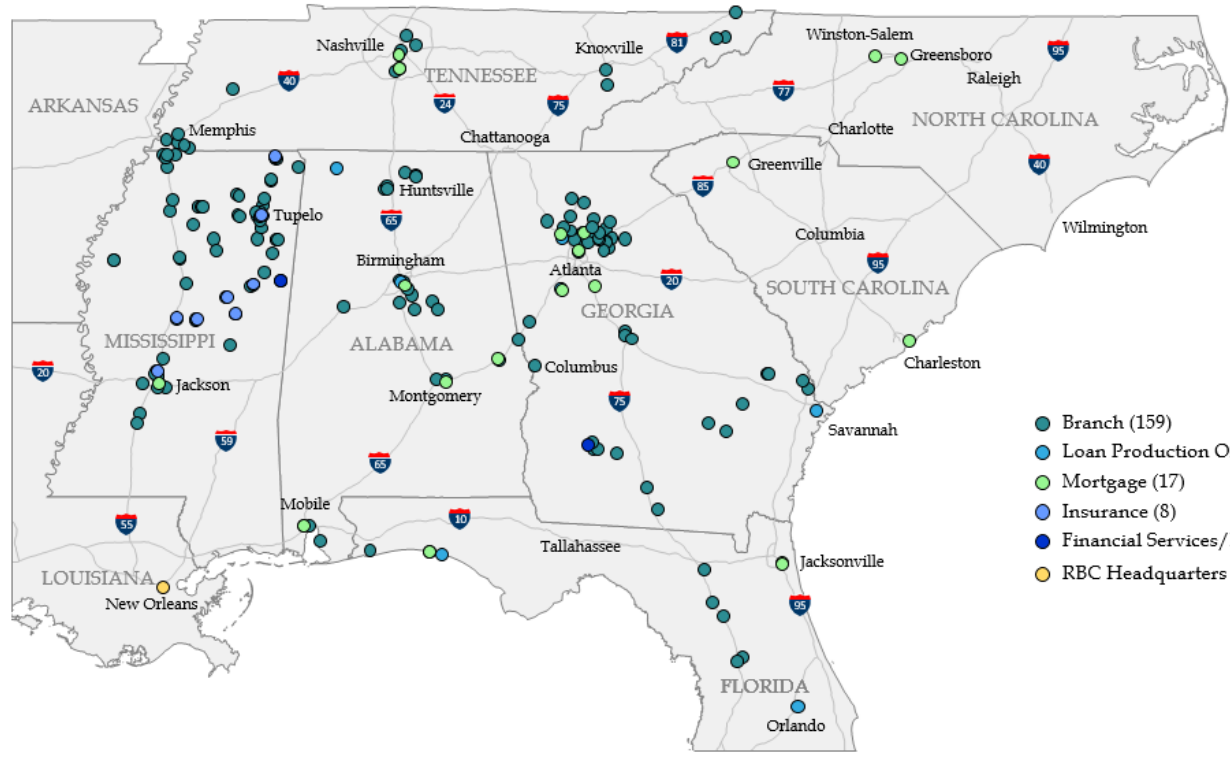 Winston-Salem
Nashville
Knoxville
81
Greensboro
95
TENNESSEE
Raleigh
40
77
ARKANSAS
24
75
NORTH CAROLINA
Memphis
Chattanooga
Charlotte
Greenville
40
Huntsville
85
Tupelo
65
Wilmington
Columbia
Birmingham
95
Atlanta
20
SOUTH CAROLINA
GEORGIA
MISSISSIPPI
ALABAMA
Charleston
20
Columbus
Jackson
Montgomery
75
Branch (159)
Savannah
59
Loan Production O
65
Mortgage (17)
Mobile
Insurance (8)
55
10
Financial Services/
Tallahassee
Jacksonville
LOUISIANA
RBC Headquarters
New Orleans
95
FLORIDA
Orlando